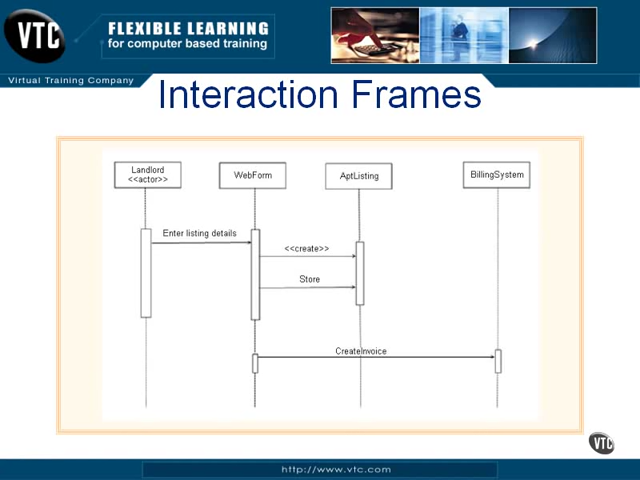 VTC
FLEXIBLE LEARNING
for computer based training
Virtual Training Company
Interaction Frames
Landlord
<<actor>>
WebForm
AptListing
BillingSystem
Enter listing details
<<create>>
Store
CreateInvoice
VTC
http://www.vtc.com